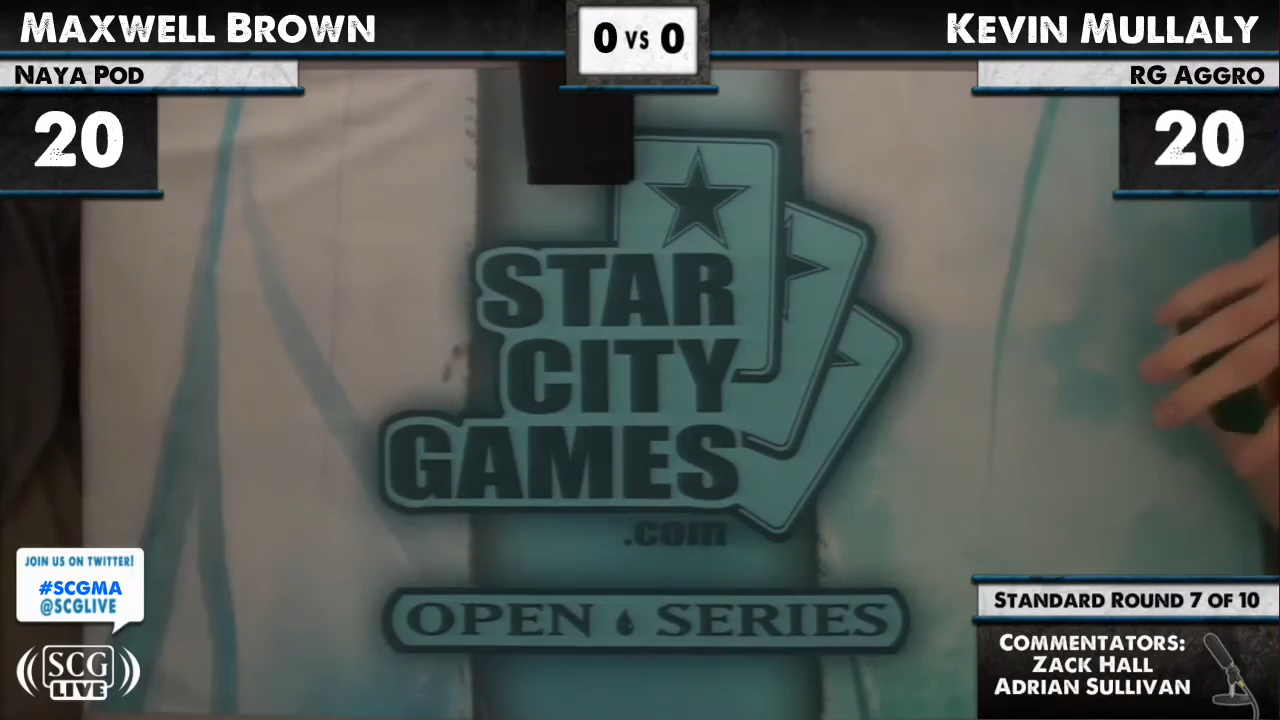 MAXWELL BROWN
0 VS 0
KEVIN MULLALY
NAYA POD
RG AGGRO
20
20
STAR
CITY
GAMES
.com
OPEN SERIES
JOIN US ON TWITTER!
#SCGMA
@SCGLIVE
SCG
LIVE
STANDARD ROUND 7 OF 10
COMMENTATORS:
ZACK HALL
ADRIAN SULLIVAN